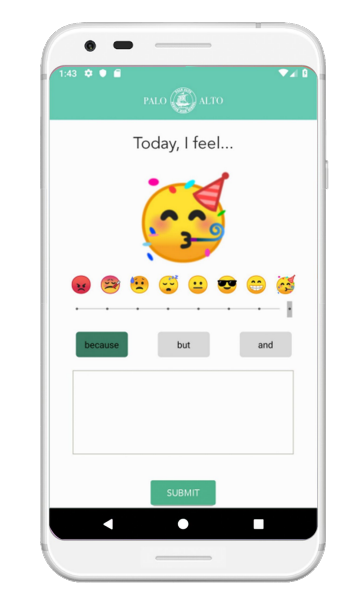 1:43
PALO ALTO
Today, I feel...
because but and
SUBMIT